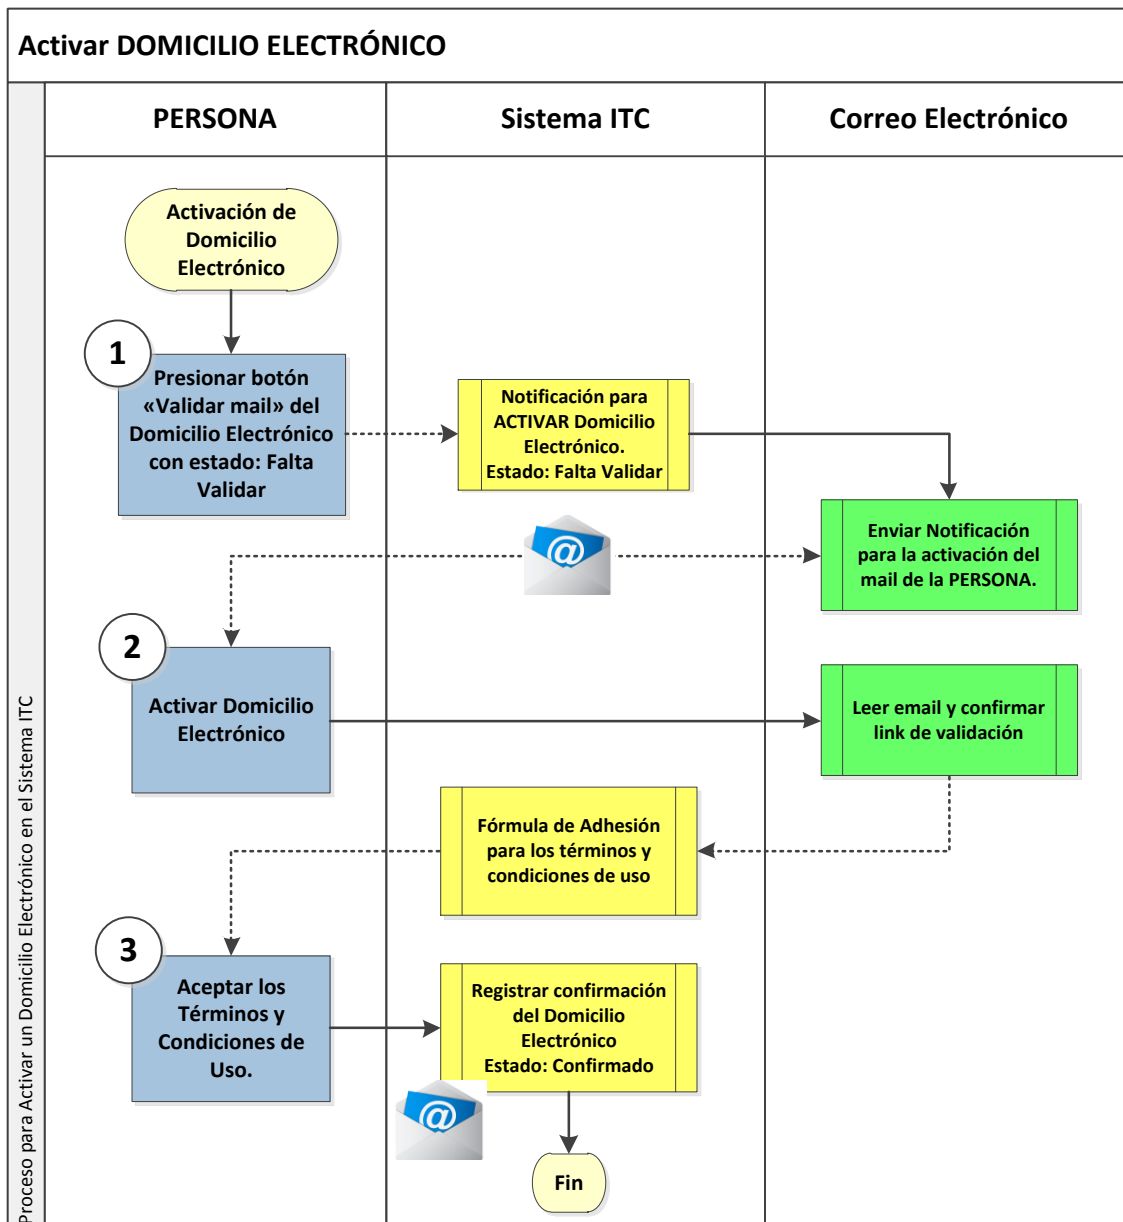 Activar DOMICILIO ELECTRÓNICO
PERSONA
Sistema ITC
Correo Electrónico
Proceso para Activar un Domicilio Electrónico en el Sistema ITC
Activación de
Domicilio
Electrónico
1
Presionar botón
«Validar mail» del
Domicilio Electrónico
con estado: Falta
Validar
Notificación para
ACTIVAR Domicilio
Electrónico.
Estado: Falta Validar
Enviar Notificación
para la activación del
mail de la PERSONA.
@
2
Activar Domicilio
Electrónico
Leer email y confirmar
link de validación
Fórmula de Adhesión
para los términos y
condiciones de uso
3
Aceptar los
Términos y
Condiciones de
Uso.
Registrar confirmación
del Domicilio
Electrónico
Estado: Confirmado
@
Fin